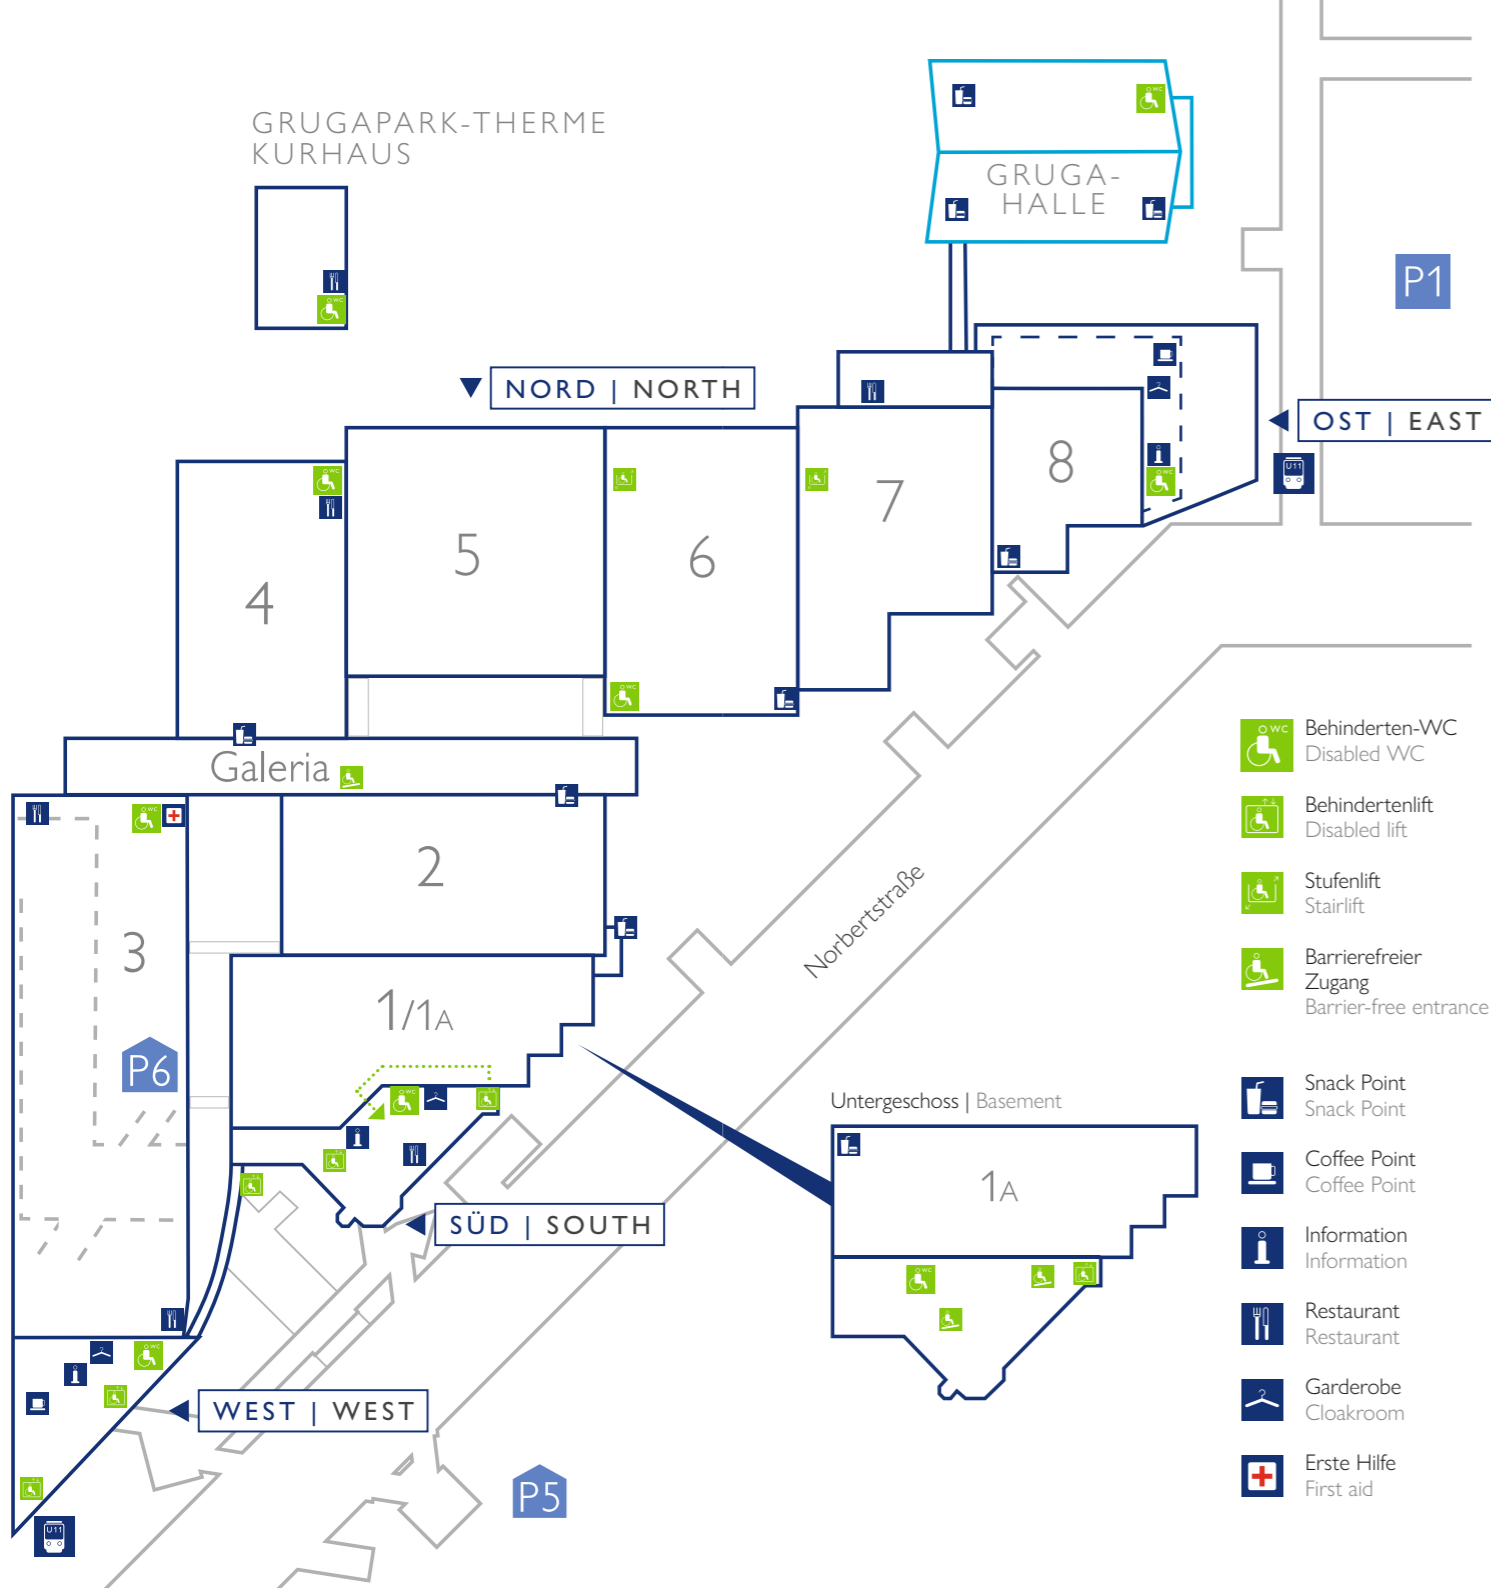 GRUGAPARK-THERME
KURHAUS
GRUGA-
HALLE
P1
NORD | NORTH
OST | EAST
U11
8
7
6
5
4
Galeria
2
3
1/1A
P6
Norbertstraße
SÜD | SOUTH
WEST | WEST
U11
P5
Untergeschoss | Basement
1A
WC
Behinderten-WC
Disabled WC
Behindertenlift
Disabled lift
Stufenlift
Stairlift
Barrierefreier
Zugang
Barrier-free entrance
Snack Point
Snack Point
Coffee Point
Coffee Point
Information
Information
Restaurant
Restaurant
Garderobe
Cloakroom
Erste Hilfe
First aid